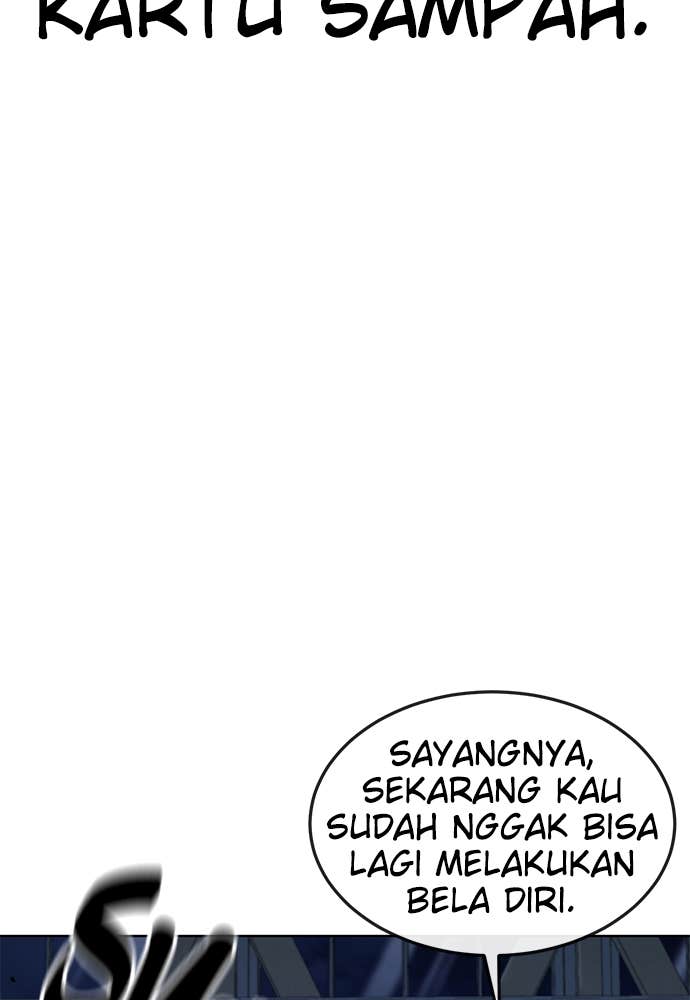 KARTU SAMPAH.
SAYANGNYA,
SEKARANG KAU
SUDAH NGGAK BISA
LAGI MELAKUKAN
BELA DIRI.